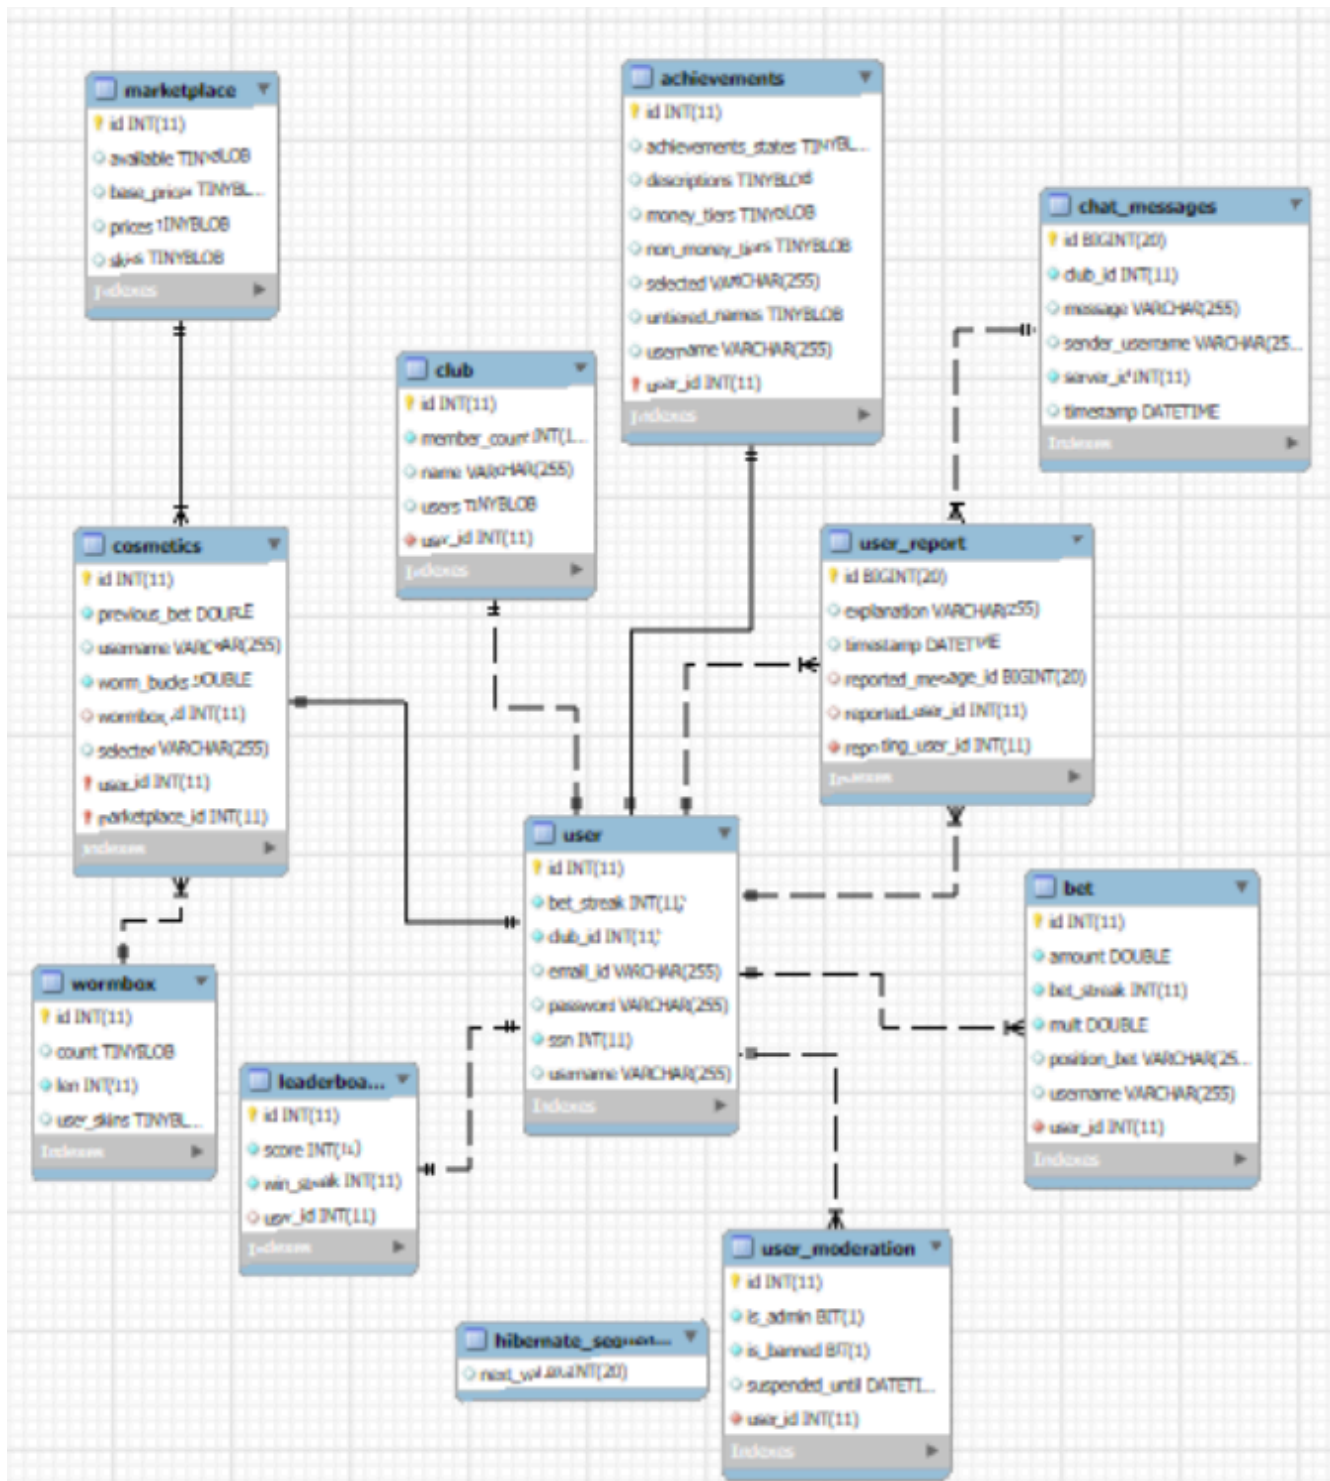 marketplace
id INT(11)
available TINYBLOB
base_prices TINYBL...
prices TINYBLOB
skins TINYBLOB
Indexes
achievements
id INT(11)
achievements_states TINYBL...
descriptions TINYBLOB
money_tiers TINYBLOB
non_money_tiers TINYBLOB
selected VARCHAR(255)
untiered_names TINYBLOB
username VARCHAR(255)
user_id INT(11)
Indexes
chat_messages
id BIGINT(20)
club_id INT(11)
message VARCHAR(255)
sender_username VARCHAR(25...
server_id INT(11)
timestamp DATETIME
Indexes
club
id INT(11)
member_count INT(1...
name VARCHAR(255)
users TINYBLOB
user_id INT(11)
Indexes
cosmetics
id INT(11)
previous_bet DOUBLE
username VARCHAR(255)
worm_bucks DOUBLE
wormbox_id INT(11)
selected VARCHAR(255)
user_id INT(11)
marketplace_id INT(11)
Indexes
user_report
id BIGINT(20)
explanation VARCHAR(255)
timestamp DATETIME
reported_message_id BIGINT(20)
reported_user_id INT(11)
reporting_user_id INT(11)
Indexes
user
id INT(11)
bet_streak INT(11)
club_id INT(11)
email_id VARCHAR(255)
password VARCHAR(255)
ssn INT(11)
username VARCHAR(255)
Indexes
bet
id INT(11)
amount DOUBLE
bet_streak INT(11)
mult DOUBLE
position_bet VARCHAR(25...
username VARCHAR(255)
user_id INT(11)
Indexes
wormbox
id INT(11)
count TINYBLOB
len INT(11)
user_skins TINYBL...
Indexes
leaderboa...
id INT(11)
score INT(11)
win_streak INT(11)
user_id INT(11)
Indexes
user_moderation
id INT(11)
is_admin BIT(1)
is_banned BIT(1)
suspended_until DATETI...
user_id INT(11)
Indexes
hibernate_sequen...